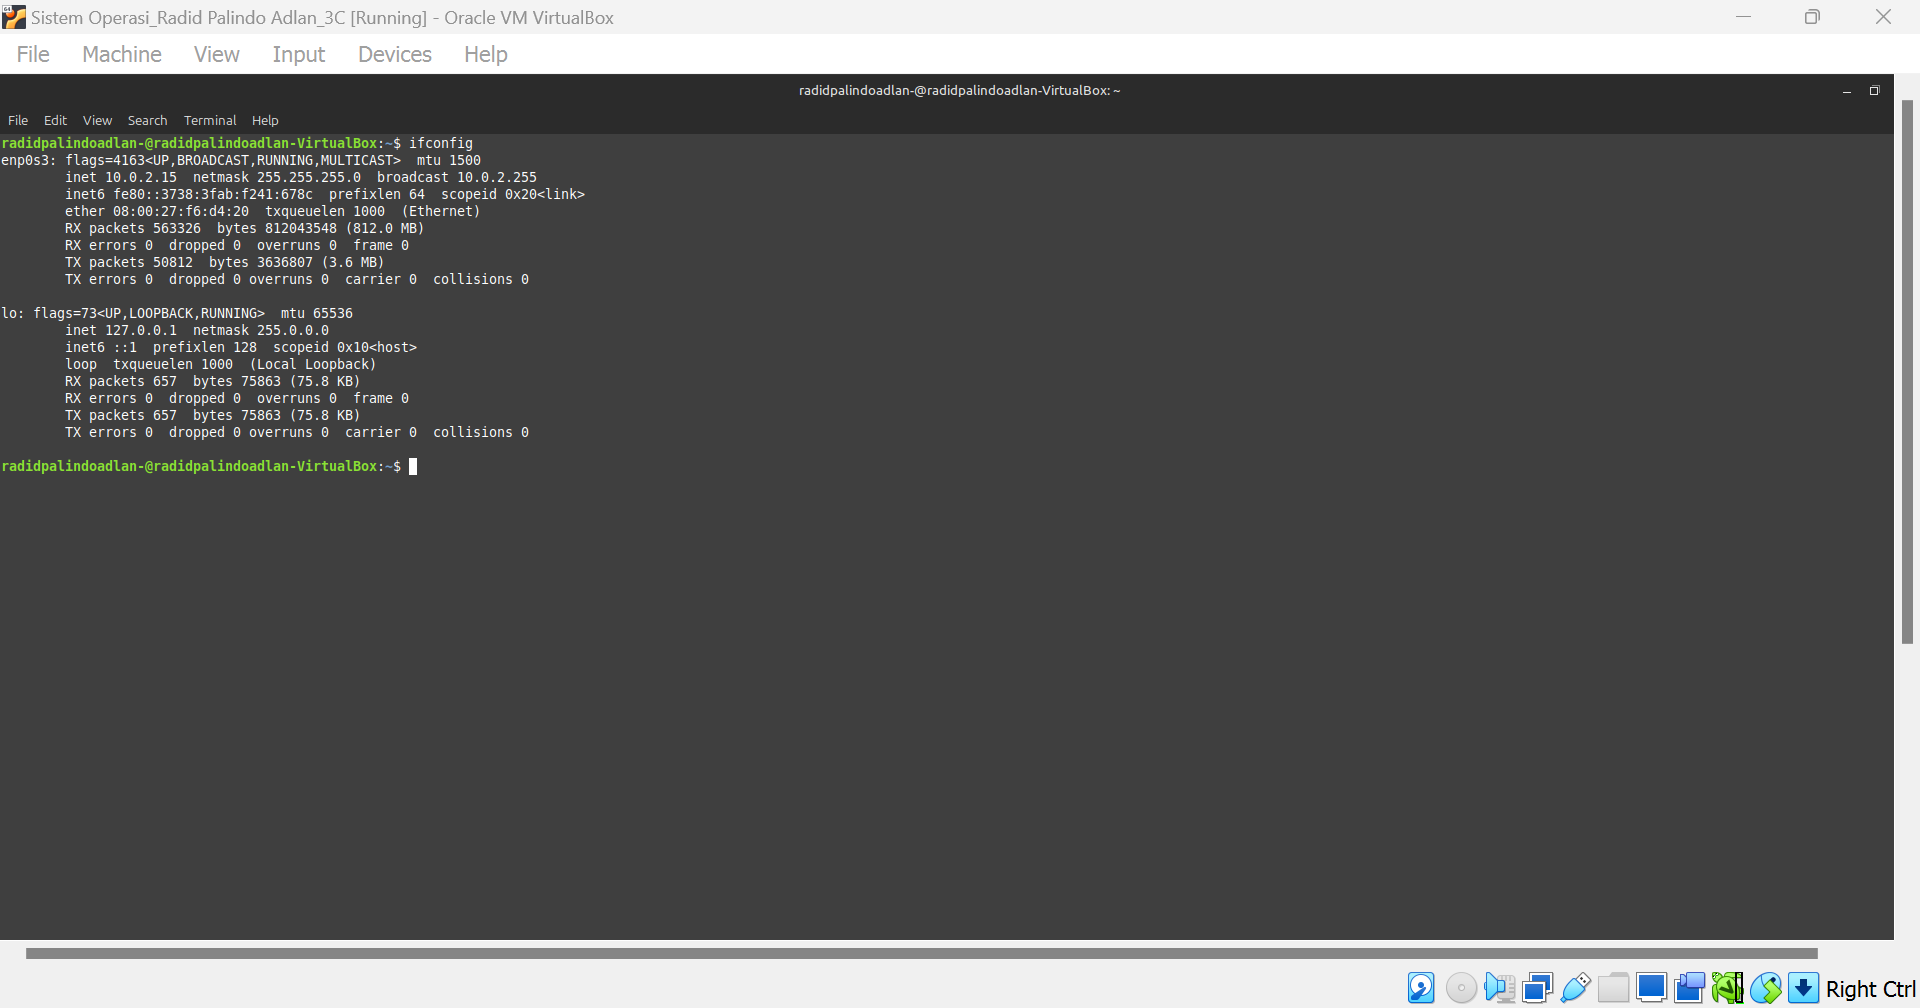 Sistem Operasi_Radid Palindo Adlan_3C [Running] - Oracle VM VirtualBox
File Machine View Input Devices Help
radidpalindoadlan-@radidpalindoadlan-VirtualBox: ~
File Edit View Search Terminal Help
radidpalindoadlan-@radidpalindoadlan-VirtualBox:~$ ifconfig
enp0s3: flags=4163<UP,BROADCAST,RUNNING,MULTICAST>  mtu 1500
        inet 10.0.2.15  netmask 255.255.255.0  broadcast 10.0.2.255
        inet6 fe80::3738:3fab:f241:678c  prefixlen 64  scopeid 0x20<link>
        ether 08:00:27:f6:d4:20  txqueuelen 1000  (Ethernet)
        RX packets 563326  bytes 812043548 (812.0 MB)
        RX errors 0  dropped 0  overruns 0  frame 0
        TX packets 50812  bytes 3636807 (3.6 MB)
        TX errors 0  dropped 0 overruns 0  carrier 0  collisions 0
lo: flags=73<UP,LOOPBACK,RUNNING>  mtu 65536
        inet 127.0.0.1  netmask 255.0.0.0
        inet6 ::1  prefixlen 128  scopeid 0x10<host>
        loop  txqueuelen 1000  (Local Loopback)
        RX packets 657  bytes 75863 (75.8 KB)
        RX errors 0  dropped 0  overruns 0  frame 0
        TX packets 657  bytes 75863 (75.8 KB)
        TX errors 0  dropped 0 overruns 0  carrier 0  collisions 0
radidpalindoadlan-@radidpalindoadlan-VirtualBox:~$
Right Ctrl